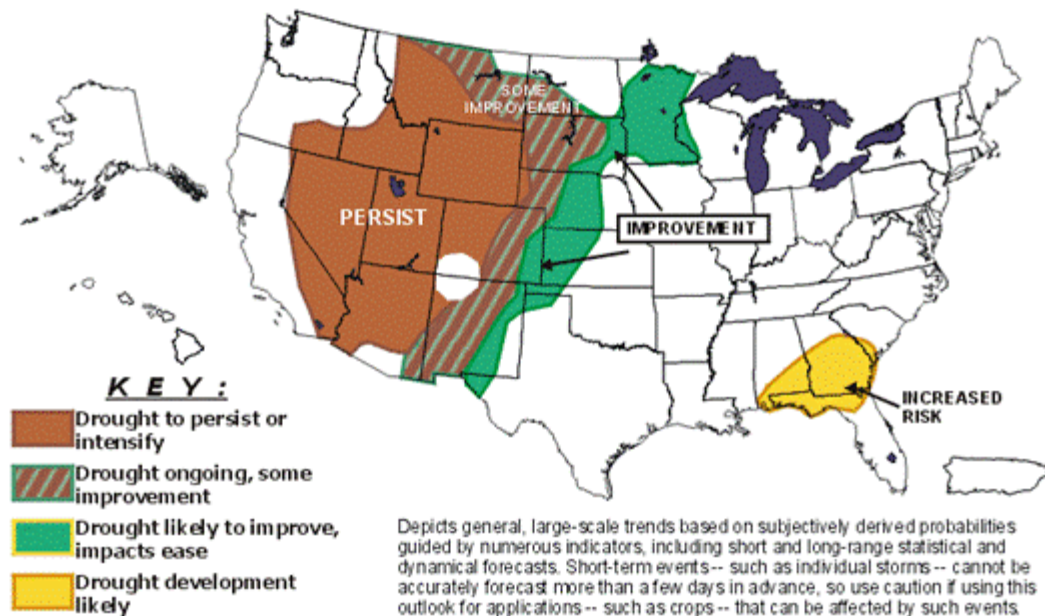 SOME
IMPROVEMENT
PERSIST
IMPROVEMENT
INCREASED
RISK
K E Y :
Drought to persist or
intensify
Drought ongoing, some
improvement
Drought likely to improve,
impacts ease
Drought development
likely
Depicts general, large-scale trends based on subjectively derived probabilities
guided by numerous indicators, including short and long-range statistical and
dynamical forecasts. Short-term events -- such as individual storms -- cannot be
accurately forecast more than a few days in advance, so use caution if using this
outlook for applications -- such as crops -- that can be affected by such events.